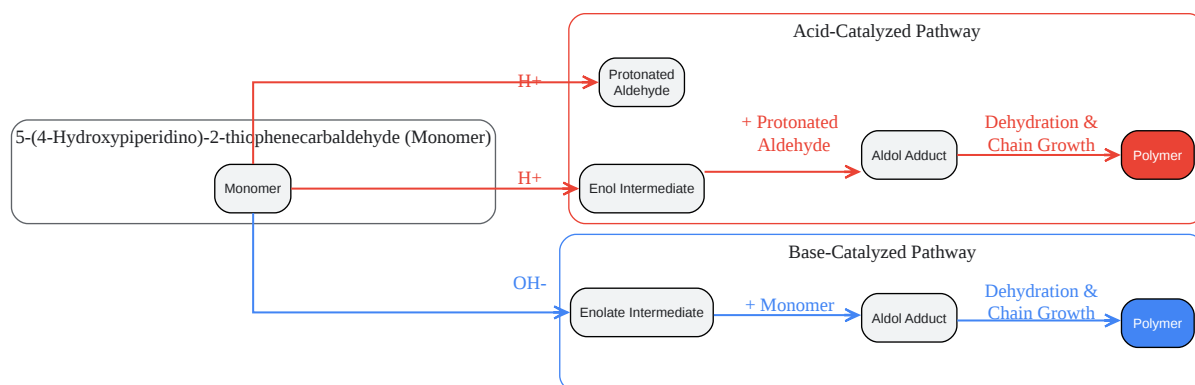 Acid-Catalyzed Pathway
H+
Protonated
Aldehyde
5-(4-Hydroxypiperidino)-2-thiophenecarbaldehyde (Monomer)
Monomer
H+
Enol Intermediate
+ Protonated
Aldehyde
Aldol Adduct
Dehydration &
Chain Growth
Polymer
Base-Catalyzed Pathway
OH-
Enolate Intermediate
+ Monomer
Aldol Adduct
Dehydration &
Chain Growth
Polymer